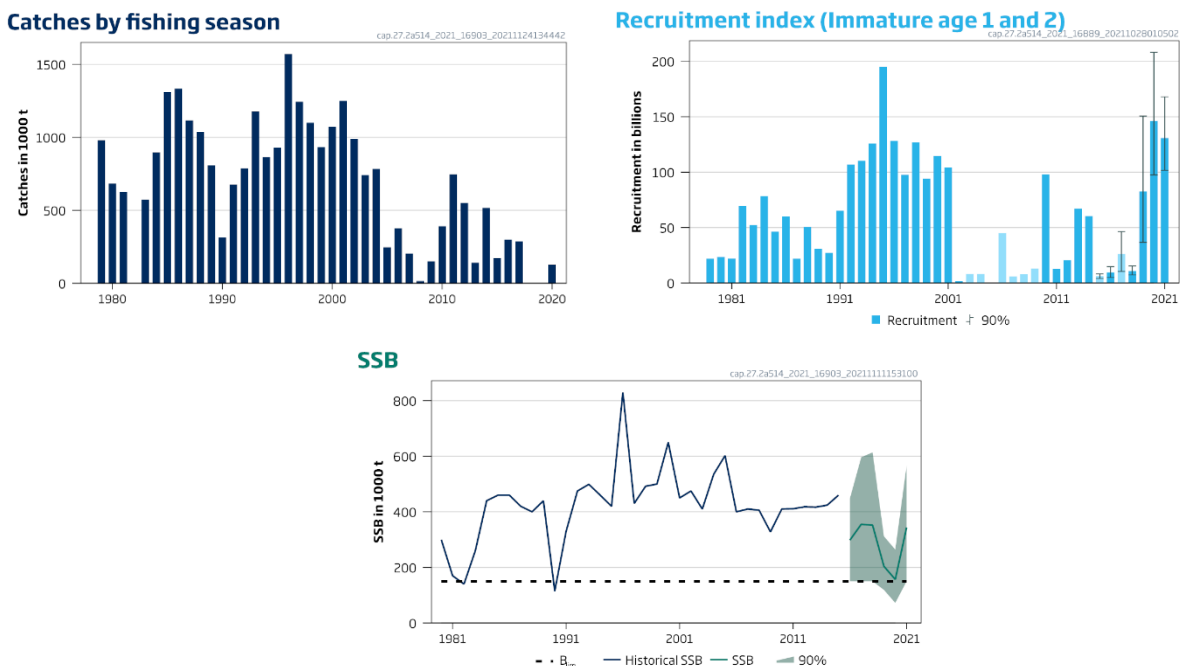 Catches by fishing season
cap.27.2a514_2021_16903_20211124134442
Catches in 1000 t
1500
1000
500
0
1980
1990
2000
2010
2020
Recruitment index (Immature age 1 and 2)
cap.27.2a514_2021_16889_20211028010502
Recruitment in billions
200
150
100
50
0
1981
1991
2001
2011
2021
Recruitment 90%
SSB
cap.27.2a514_2021_16903_20211111153100
SSB in 1000 t
800
600
400
200
0
1981
1991
2001
2011
2021
B Historical SSB SSB 90%